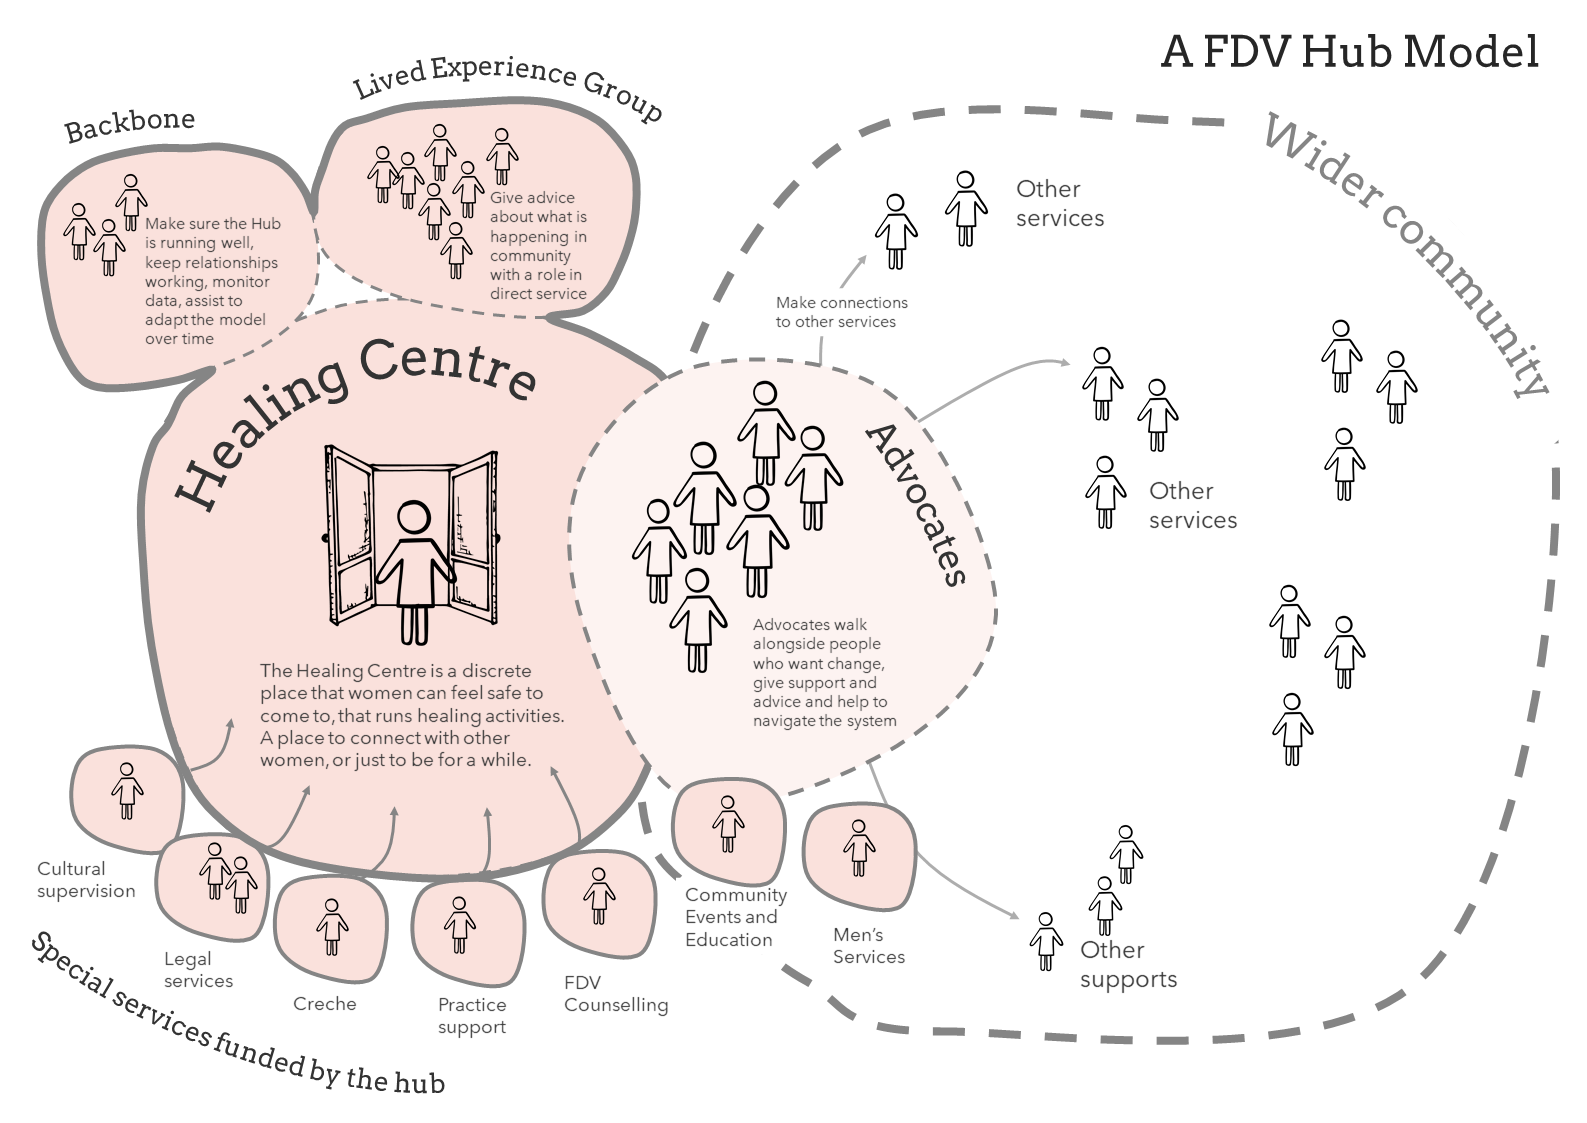 A FDV Hub Model
Lived Experience Group
Backbone
Wider community
Make sure the Hub
is running well,
keep relationships
working, monitor
data, assist to
adapt the model
over time
Give advice
about what is
happening in
community
with a role in
direct service
Other
services
Make connections
to other services
Healing Centre
Advocates
Other
services
The Healing Centre is a discrete
place that women can feel safe to
come to, that runs healing activities.
A place to connect with other
women, or just to be for a while.
Advocates walk
alongside people
who want change,
give support and
advice and help to
navigate the system
Cultural
supervision
Legal
services
Creche
Practice
support
FDV
Counselling
Community
Events and
Education
Men's
Services
Other
supports
Special services funded by the hub